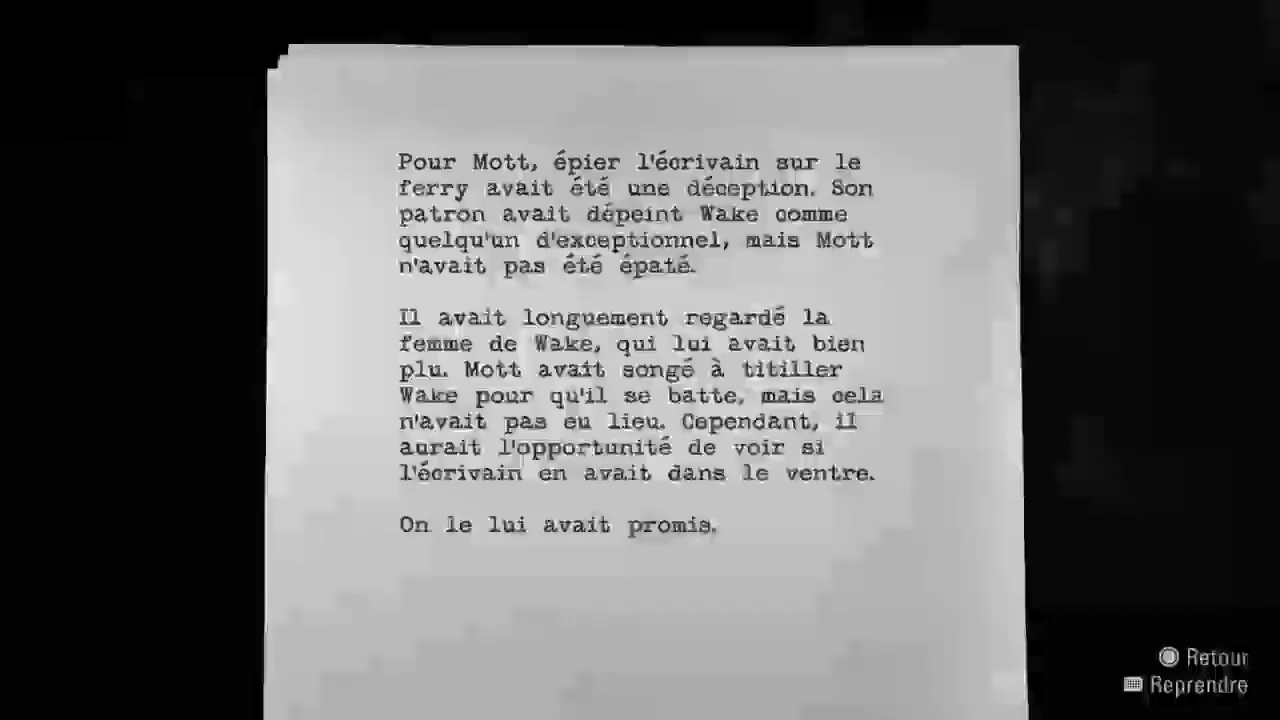 Pour Mott, épier l'écrivain sur le
ferry avait été une déception. Son
patron avait dépeint Wake comme
quelqu'un d'exceptionnel, mais Mott
n'avait pas été épaté.
Il avait longuement regardé la
femme de Wake, qui lui avait bien
plu. Mott avait songé à titiller
Wake pour qu'il se batte, mais cela
n'avait pas eu lieu. Cependant, il
aurait l'opportunité de voir si
l'écrivain en avait dans le ventre.
On le lui avait promis.
Retour
Reprendre